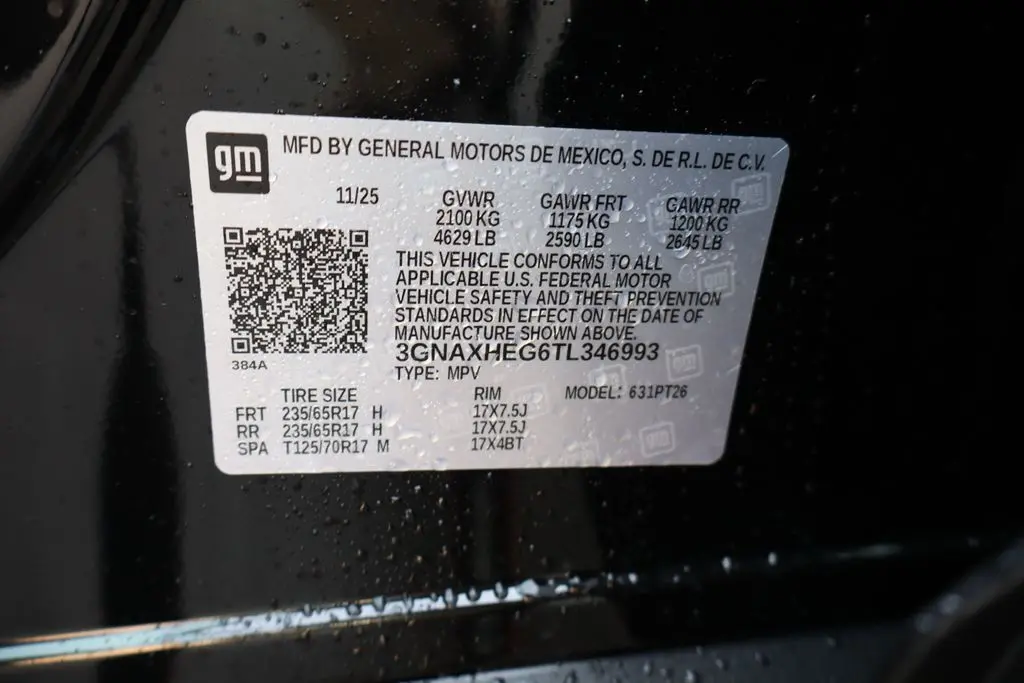 gm
MFD BY GENERAL MOTORS DE MEXICO, S. DE R.L. DE C.V.
11/25 GVWR GAWR FRT GAWR RR
2100 KG 1175 KG 1200 KG
4629 LB 2590 LB 2645 LB
THIS VEHICLE CONFORMS TO ALL
APPLICABLE U.S. FEDERAL MOTOR
VEHICLE SAFETY AND THEFT PREVENTION
STANDARDS IN EFFECT ON THE DATE OF
MANUFACTURE SHOWN ABOVE.
3GNAXHEG6TL346993
384A
TYPE: MPV
TIRE SIZE RIM MODEL: 631PT26
FRT 235/65R17 H 17X7.5J
RR 235/65R17 H 17X7.5J
SPA T125/70R17 M 17X4BT